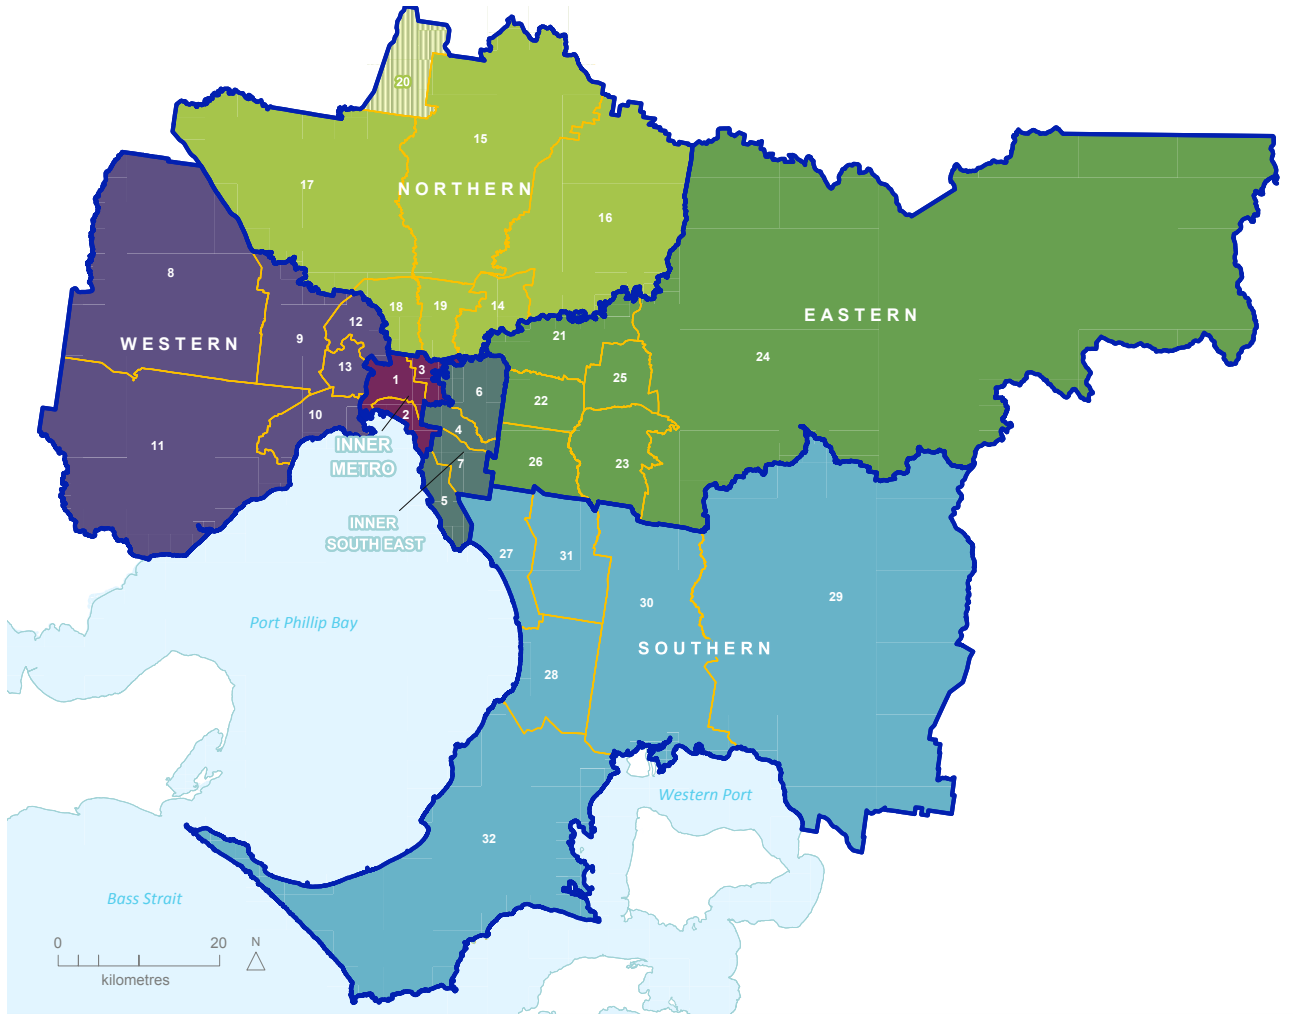 20
15
17
NORTHERN
16
8
18
19
14
12
9
WESTERN
EASTERN
21
24
13
3
1
25
6
22
10
2
4
11
INNER
METRO
7
26
23
5
INNER
SOUTH EAST
27
31
30
29
Port Phillip Bay
SOUTHERN
28
Western Port
32
Bass Strait
0 20 N
kilometres